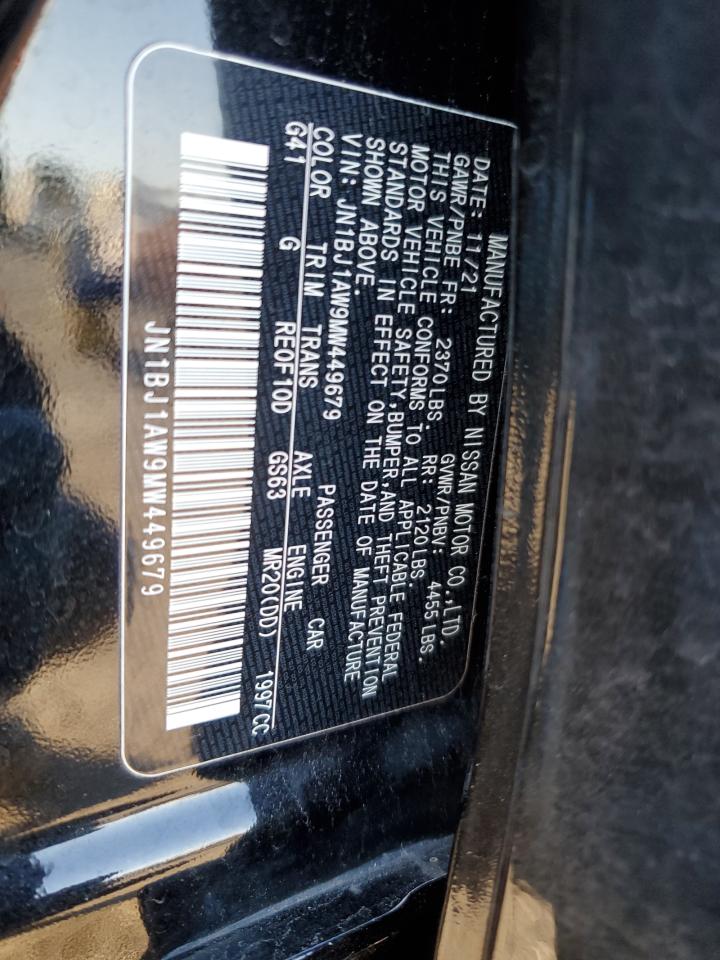 MANUFACTURED BY NISSAN MOTOR CO.,LTD.
DATE: 11/21 GVWR/PNBV: 4455 LBS.
GAWR/PNBE FR: 2370 LBS. RR: 2120 LBS.
THIS VEHICLE CONFORMS TO ALL APPLICABLE FEDERAL
MOTOR VEHICLE SAFETY,BUMPER,AND THEFT PREVENTION
STANDARDS IN EFFECT ON THE DATE OF MANUFACTURE
SHOWN ABOVE.
VIN: JN1BJ1AW9MW449679 PASSENGER CAR
COLOR TRIM TRANS AXLE ENGINE
G41 G RE0F10D GS63 MR20(DD) 1997CC
JN1BJ1AW9MW449679